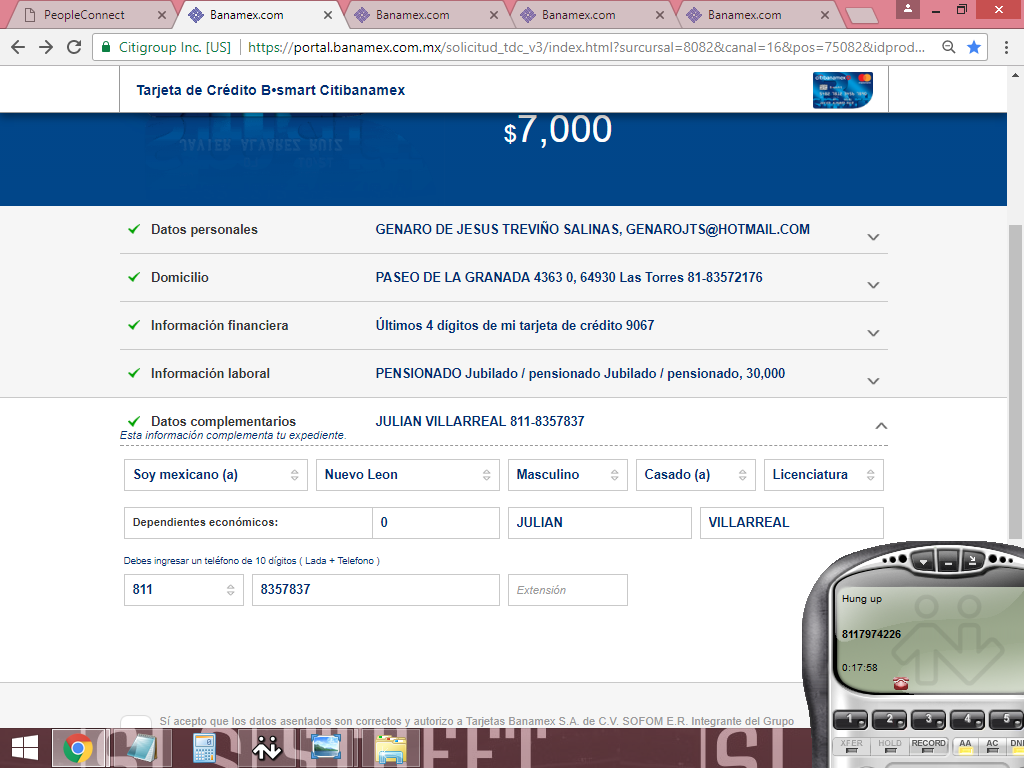 PeopleConnect
Banamex.com
Banamex.com
Banamex.com
Banamex.com
Citigroup Inc. [US]
https://portal.banamex.com.mx/solicitud_tdc_v3/index.html?sursursal=8082&canal=16&pos=75082&idprod...
Tarjeta de Crédito B•smart Citibanamex
citibanamex
$7,000
JAVIER ALVAREZ RUIZ
Datos personales
GENARO DE JESUS TREVIÑO SALINAS, GENAROJTS@HOTMAIL.COM
Domicilio
PASEO DE LA GRANADA 4363 0, 64930 Las Torres 81-83572176
Información financiera
Últimos 4 dígitos de mi tarjeta de crédito 9067
Información laboral
PENSIONADO Jubilado / pensionado Jubilado / pensionado, 30,000
Datos complementarios
JULIAN VILLARREAL 811-8357837
Esta información complementa tu expediente.
Soy mexicano (a)
Nuevo Leon
Masculino
Casado (a)
Licenciatura
Dependientes económicos:
0
JULIAN
VILLARREAL
Debes ingresar un teléfono de 10 dígitos ( Lada + Telefono )
811
8357837
Extensión
Hung up
8117974226
0:17:58
1
2
3
4
5
XFER
HOLD
RECORD
AA
AC
DN
Sí acepto que los datos asentados son correctos y autorizo a Tarjetas Banamex S.A. de C.V. SOFOM E.R. Integrante del Grupo